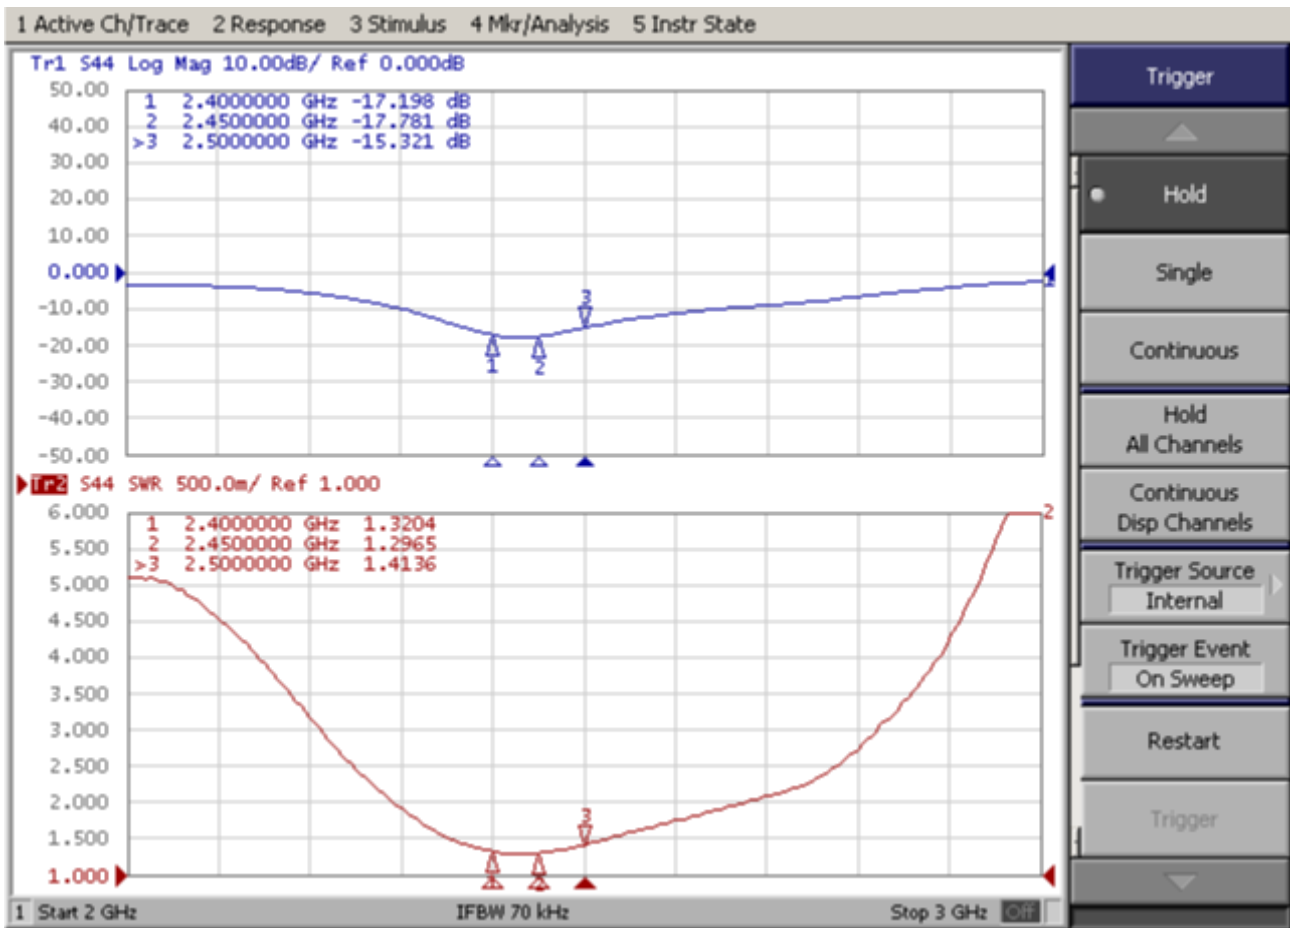 1 Active Ch/Trace 2 Response 3 Stimulus 4 Mkr/Analysis 5 Instr State
Tr1 S44 Log Mag 10.00dB/ Ref 0.000dB
50.00
40.00
30.00
20.00
10.00
0.000
-10.00
-20.00
-30.00
-40.00
-50.00
1 2.4000000 GHz -17.198 dB
2 2.4500000 GHz -17.781 dB
>3 2.5000000 GHz -15.321 dB
3
1
2
1
Tr2 S44 SWR 500.0m/ Ref 1.000
6.000
5.500
5.000
4.500
4.000
3.500
3.000
2.500
2.000
1.500
1.000
1 2.4000000 GHz 1.3204
2 2.4500000 GHz 1.2965
>3 2.5000000 GHz 1.4136
2
3
1 Start 2 GHz IFBW 70 kHz Stop 3 GHz Off
Trigger
Hold
Single
Continuous
Hold
All Channels
Continuous
Disp Channels
Trigger Source
Internal
Trigger Event
On Sweep
Restart
Trigger